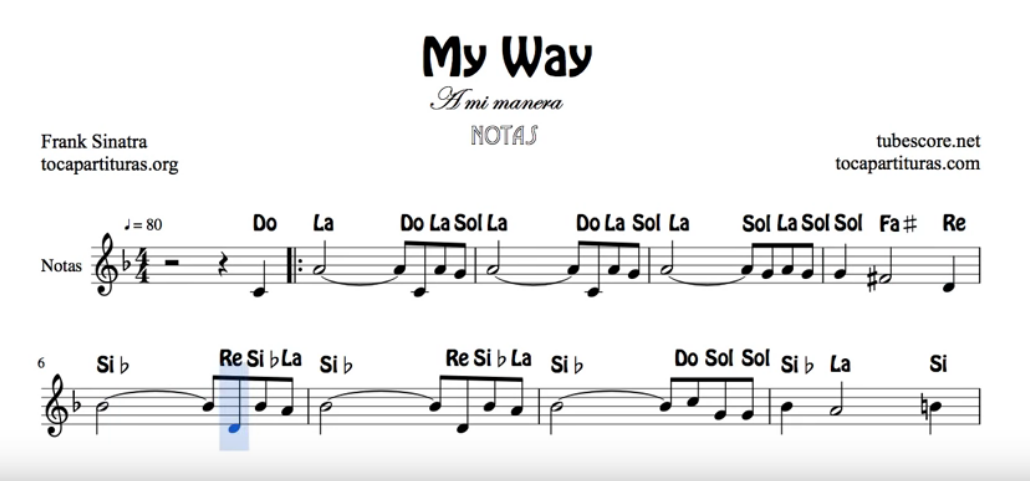 My Way
A mi manera
NOTAS
Frank Sinatra
tubescore.net
tocapartituras.org
tocapartituras.com
♩ = 80
Do La Do La Sol La Do La Sol La Sol La Sol Sol Fa♯ Re
Notas
4
4
6
Si♭ Re Si♭ La Si♭ Re Si♭ La Si♭ Do Sol Sol Si♭ La Si